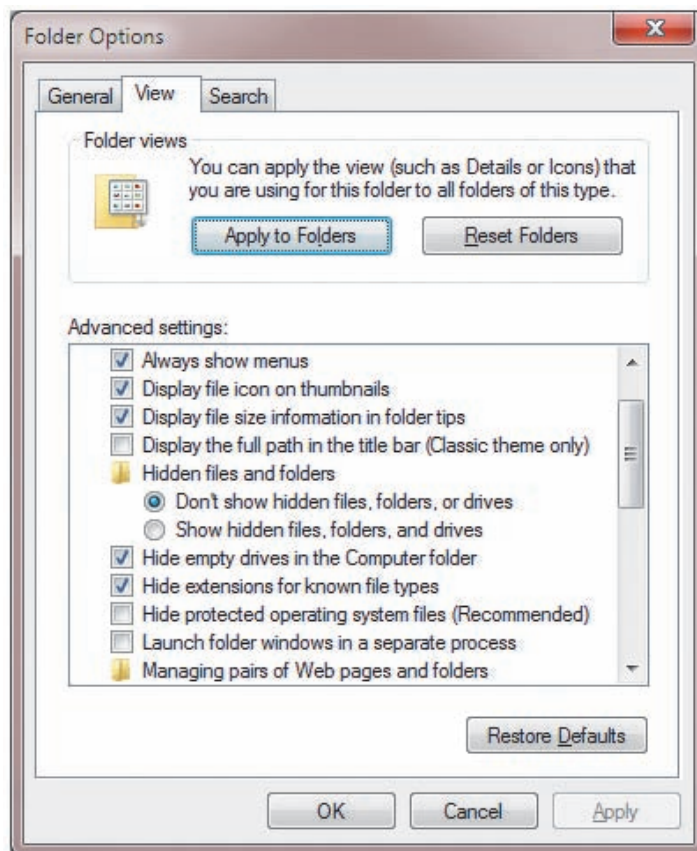 Folder Options
General View Search
Folder views
You can apply the view (such as Details or Icons) that
you are using for this folder to all folders of this type.
Apply to Folders Reset Folders
Advanced settings:
Always show menus
Display file icon on thumbnails
Display file size information in folder tips
Display the full path in the title bar (Classic theme only)
Hidden files and folders
Don't show hidden files, folders, or drives
Show hidden files, folders, and drives
Hide empty drives in the Computer folder
Hide extensions for known file types
Hide protected operating system files (Recommended)
Launch folder windows in a separate process
Managing pairs of Web pages and folders
Restore Defaults
OK Cancel Apply